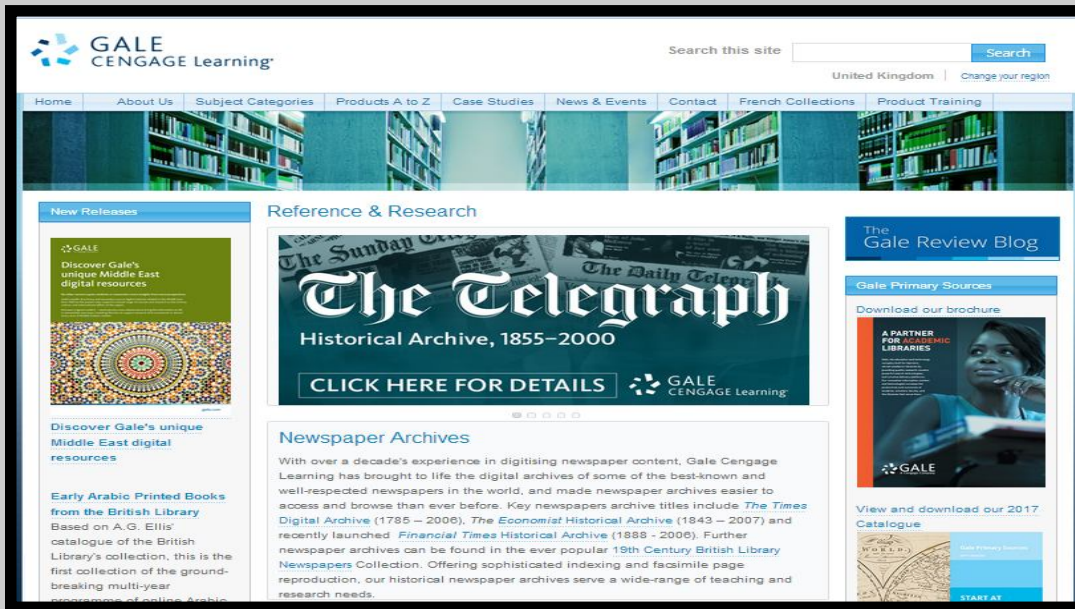 GALE
CENGAGE Learning
Search this site
Search
United Kingdom
Change your region
Home
About Us
Subject Categories
Products A to Z
Case Studies
News & Events
Contact
French Collections
Product Training
New Releases
GALE
Discover Gale's
unique Middle East
digital resources
Discover Gale's unique
Middle East digital
resources
Early Arabic Printed Books
from the British Library
Based on A.G. Ellis'
catalogue of the British
Library's collection, this is the
first collection of the ground-
breaking multi-year
programme of online Arabic
Reference & Research
The Sunday
The Daily
The Telegraph
Historical Archive, 1855–2000
CLICK HERE FOR DETAILS
GALE
CENGAGE Learning
Newspaper Archives
With over a decade's experience in digitising newspaper content, Gale Cengage
Learning has brought to life the digital archives of some of the best-known and
well-respected newspapers in the world, and made newspaper archives easier to
access and browse than ever before. Key newspapers archive titles include The Times
Digital Archive (1785 – 2006), The Economist Historical Archive (1843 – 2007) and
recently launched Financial Times Historical Archive (1888 - 2006). Further
newspaper archives can be found in the ever popular 19th Century British Library
Newspapers Collection. Offering sophisticated indexing and facsimile page
reproduction, our historical newspaper archives serve a wide-range of teaching and
research needs.
The
Gale Review Blog
Gale Primary Sources
Download our brochure
A PARTNER
FOR ACADEMIC
LIBRARIES
GALE
View and download our 2017
Catalogue
WORLD
Gale Primary Sources
START AT